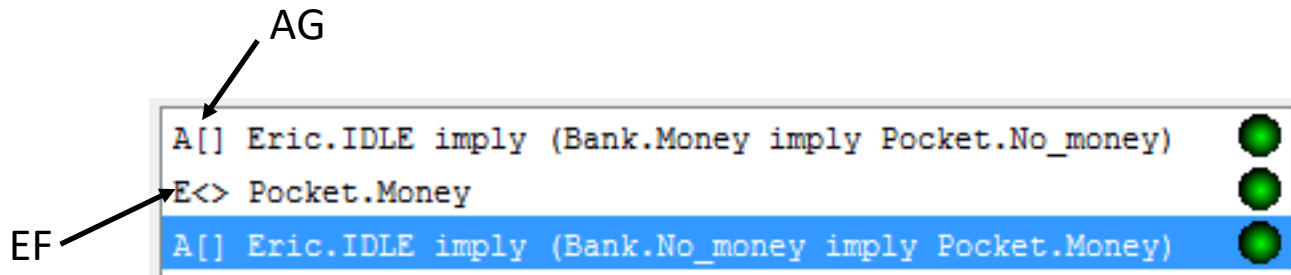 AG
A[] Eric.IDLE imply (Bank.Money imply Pocket.No_money)
E<> Pocket.Money
EF
A[] Eric.IDLE imply (Bank.No_money imply Pocket.Money)